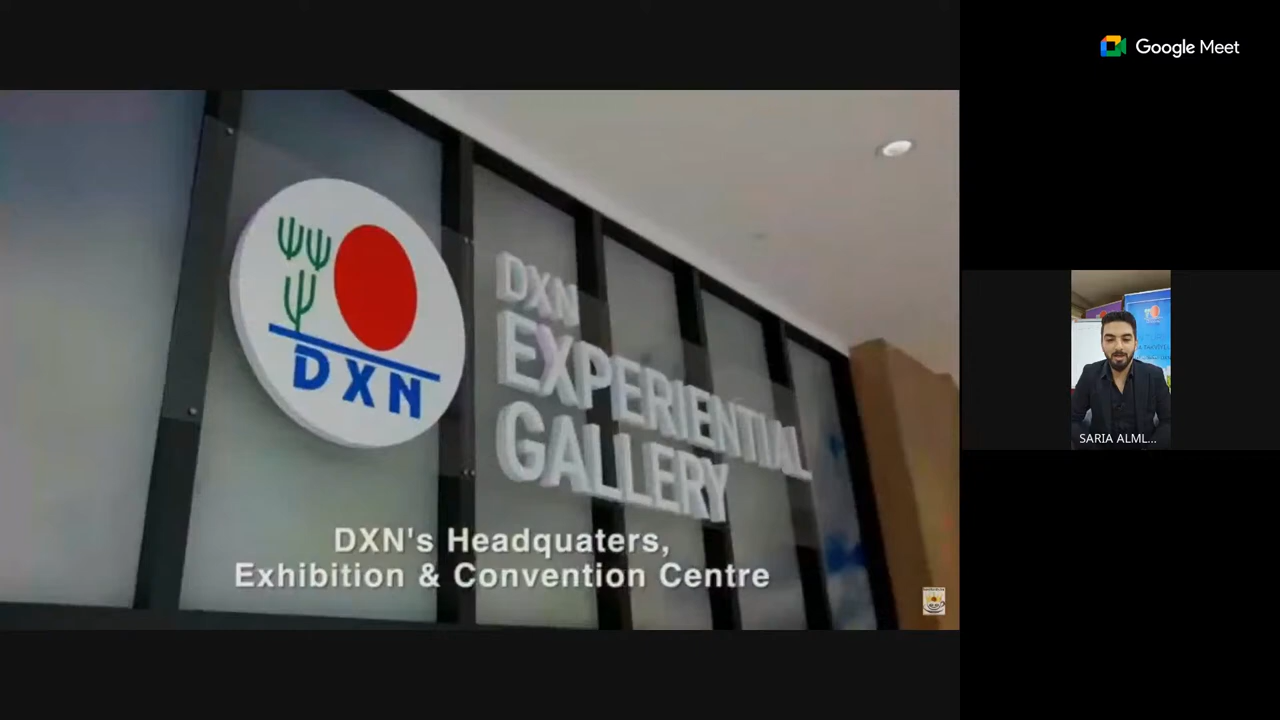 Google Meet
DXN
DXN
EXPERIENTIAL
GALLERY
DXN's Headquaters,
Exhibition & Convention Centre
SARIA ALML...